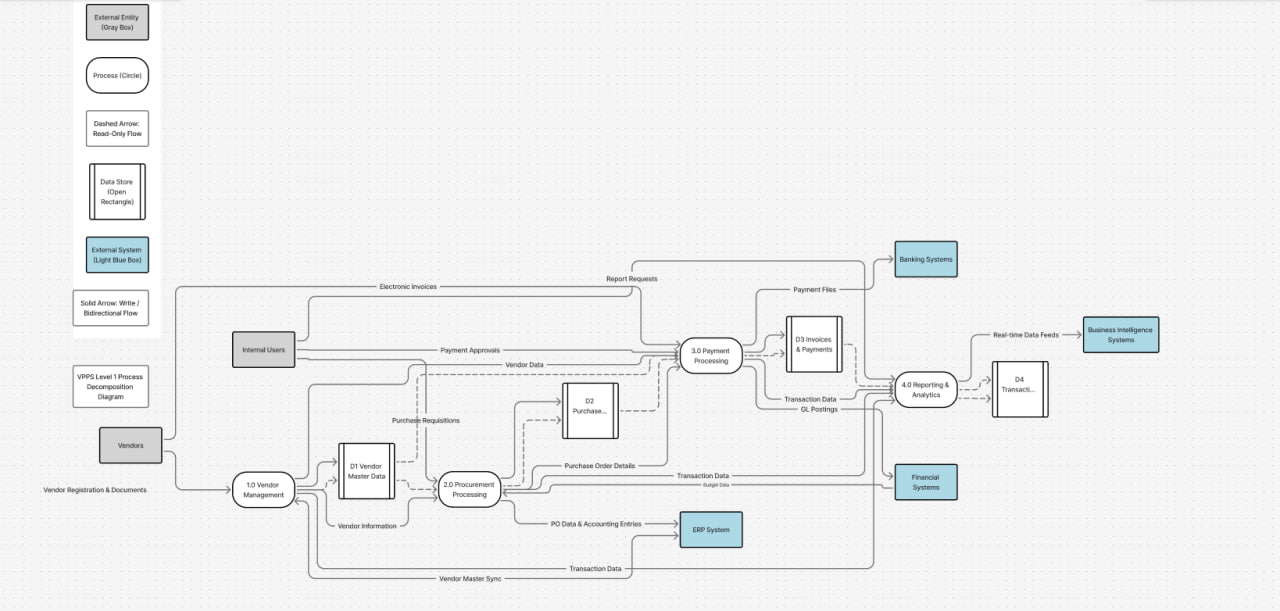 External Entity
(Gray Box)
Process (Circle)
Dashed Arrow:
Read-Only Flow
Data Store
(Open
Rectangle)
External System
(Light Blue Box)
Solid Arrow: Write /
Bidirectional Flow
VPPS Level 1 Process
Decomposition
Diagram
Banking Systems
Report Requests
Electronic Invoices
Payment Files
Business Intelligence
Systems
Real-time Data Feeds
Internal Users
Payment Approvals
3.0 Payment
Processing
D3 Invoices
& Payments
Vendor Data
4.0 Reporting &
Analytics
D4
Transacti...
D2
Purchase...
Transaction Data
GL Postings
Purchase Requisitions
Vendors
D1 Vendor
Master Data
Purchase Order Details
Transaction Data
Budget Data
Financial
Systems
Vendor Registration & Documents
1.0 Vendor
Management
2.0 Procurement
Processing
Vendor Information
PO Data & Accounting Entries
ERP System
Transaction Data
Vendor Master Sync